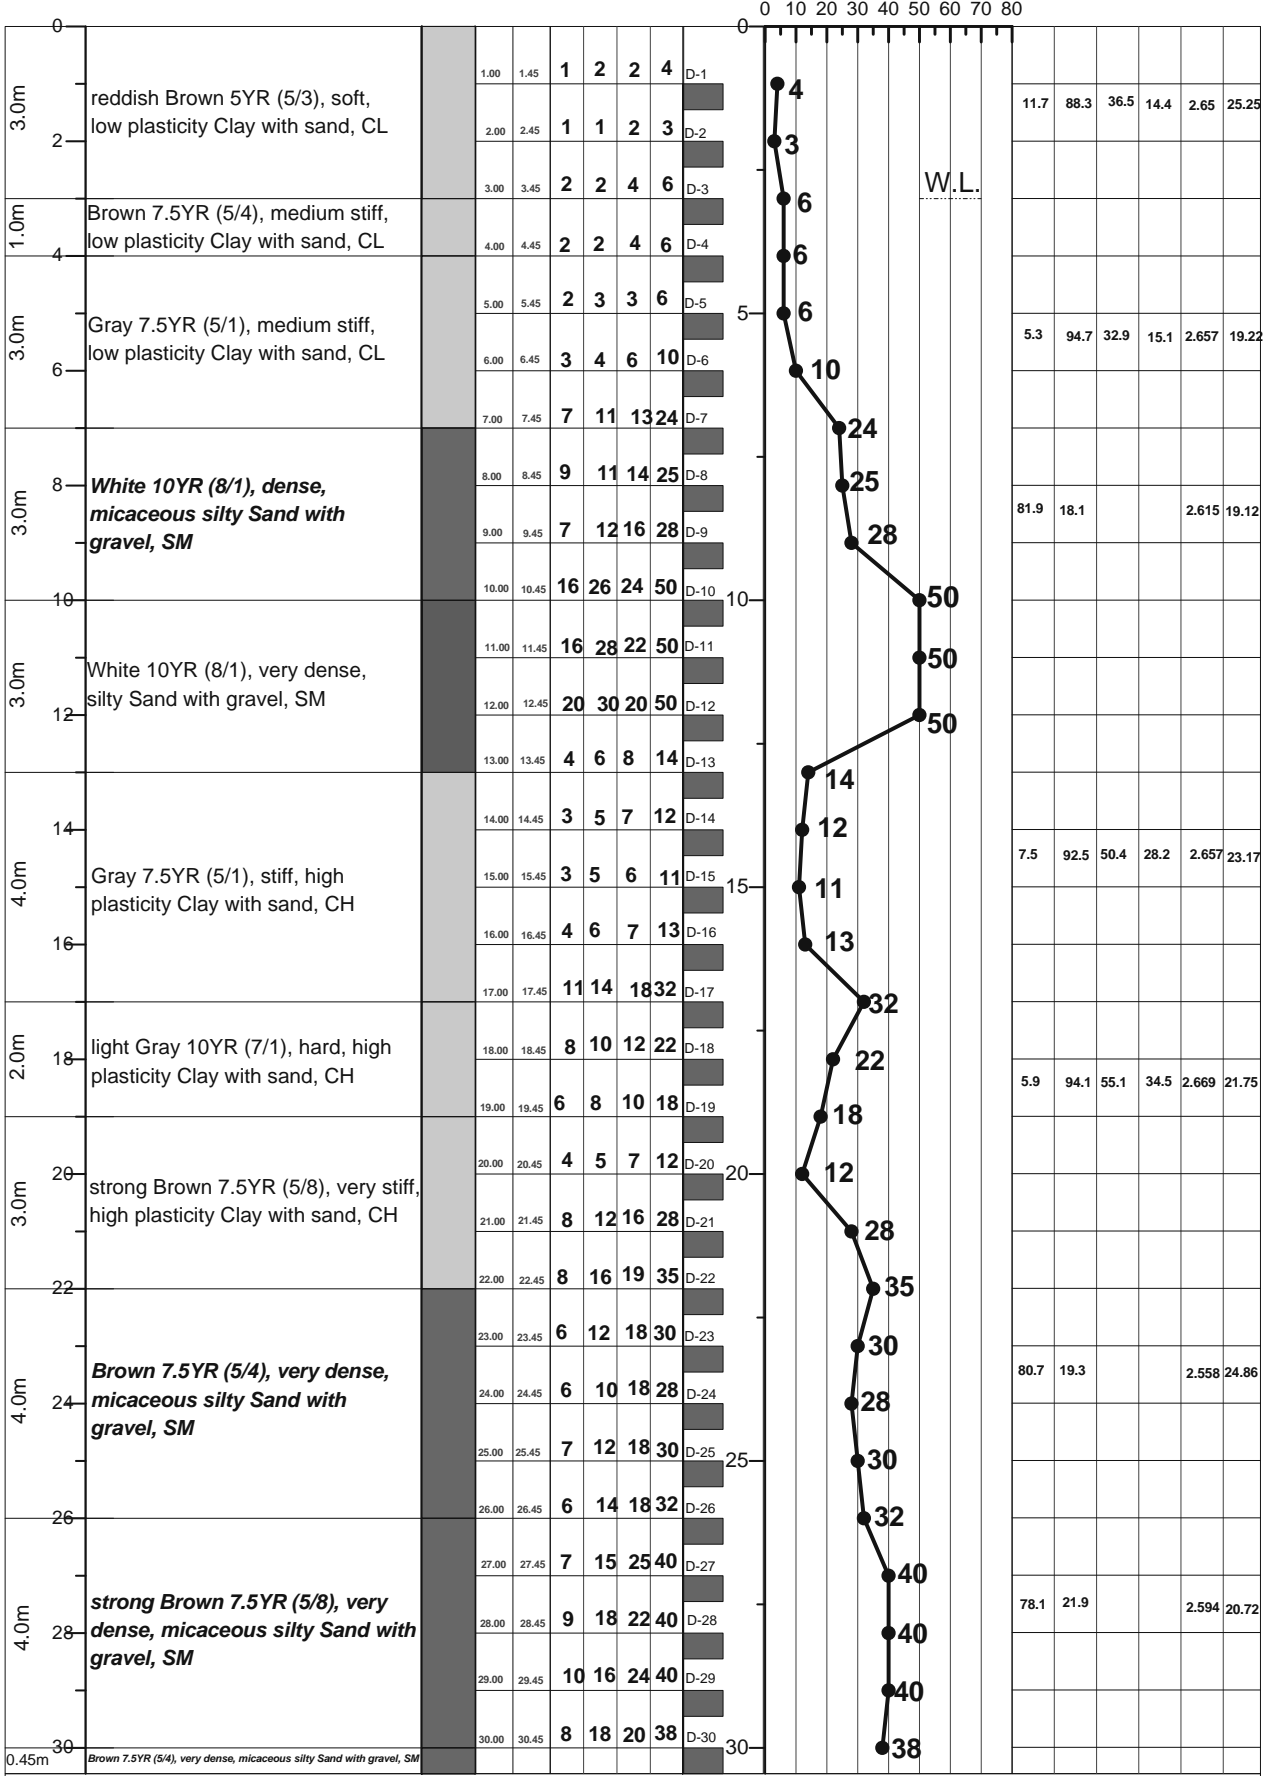 0 10 20 30 40 50 60 70 80
0 0
1.00 1.45 1 2 2 4 D-1
3.0m reddish Brown 5YR (5/3), soft,
low plasticity Clay with sand, CL
4 11.7 88.3 36.5 14.4 2.65 25.25
2 2.00 2.45 1 1 2 3 D-2 3
3.00 3.45 2 2 4 6 D-3 W.L.
6
1.0m Brown 7.5YR (5/4), medium stiff,
low plasticity Clay with sand, CL
4 4.00 4.45 2 2 4 6 D-4 6
5.00 5.45 2 3 3 6 D-5 5 6
3.0m Gray 7.5YR (5/1), medium stiff,
low plasticity Clay with sand, CL
5.3 94.7 32.9 15.1 2.657 19.22
6 6.00 6.45 3 4 6 10 D-6 10
7.00 7.45 7 11 13 24 D-7 24
8 8.00 8.45 9 11 14 25 D-8 25
3.0m White 10YR (8/1), dense,
micaceous silty Sand with
gravel, SM
81.9 18.1 2.615 19.12
9.00 9.45 7 12 16 28 D-9 28
10 10.00 10.45 16 26 24 50 D-10 10 50
11.00 11.45 16 28 22 50 D-11 50
3.0m White 10YR (8/1), very dense,
silty Sand with gravel, SM
12 12.00 12.45 20 30 20 50 D-12 50
13.00 13.45 4 6 8 14 D-13 14
14 14.00 14.45 3 5 7 12 D-14 12
7.5 92.5 50.4 28.2 2.657 23.17
4.0m Gray 7.5YR (5/1), stiff, high
plasticity Clay with sand, CH
15.00 15.45 3 5 6 11 D-15 15 11
16 16.00 16.45 4 6 7 13 D-16 13
17.00 17.45 11 14 18 32 D-17 32
2.0m light Gray 10YR (7/1), hard, high
plasticity Clay with sand, CH
18 18.00 18.45 8 10 12 22 D-18 22
5.9 94.1 55.1 34.5 2.669 21.75
19.00 19.45 6 8 10 18 D-19 18
20 20.00 20.45 4 5 7 12 D-20 20 12
3.0m strong Brown 7.5YR (5/8), very stiff,
high plasticity Clay with sand, CH
21.00 21.45 8 12 16 28 D-21 28
22 22.00 22.45 8 16 19 35 D-22 35
23.00 23.45 6 12 18 30 D-23 30
4.0m Brown 7.5YR (5/4), very dense,
micaceous silty Sand with
gravel, SM
80.7 19.3 2.558 24.86
24 24.00 24.45 6 10 18 28 D-24 28
25.00 25.45 7 12 18 30 D-25 25 30
26 26.00 26.45 6 14 18 32 D-26 32
27.00 27.45 7 15 25 40 D-27 40
4.0m strong Brown 7.5YR (5/8), very
dense, micaceous silty Sand with
gravel, SM
78.1 21.9 2.594 20.72
28 28.00 28.45 9 18 22 40 D-28 40
29.00 29.45 10 16 24 40 D-29 40
30 30.00 30.45 8 18 20 38 D-30 30 38
0.45m Brown 7.5YR (5/4), very dense, micaceous silty Sand with gravel, SM